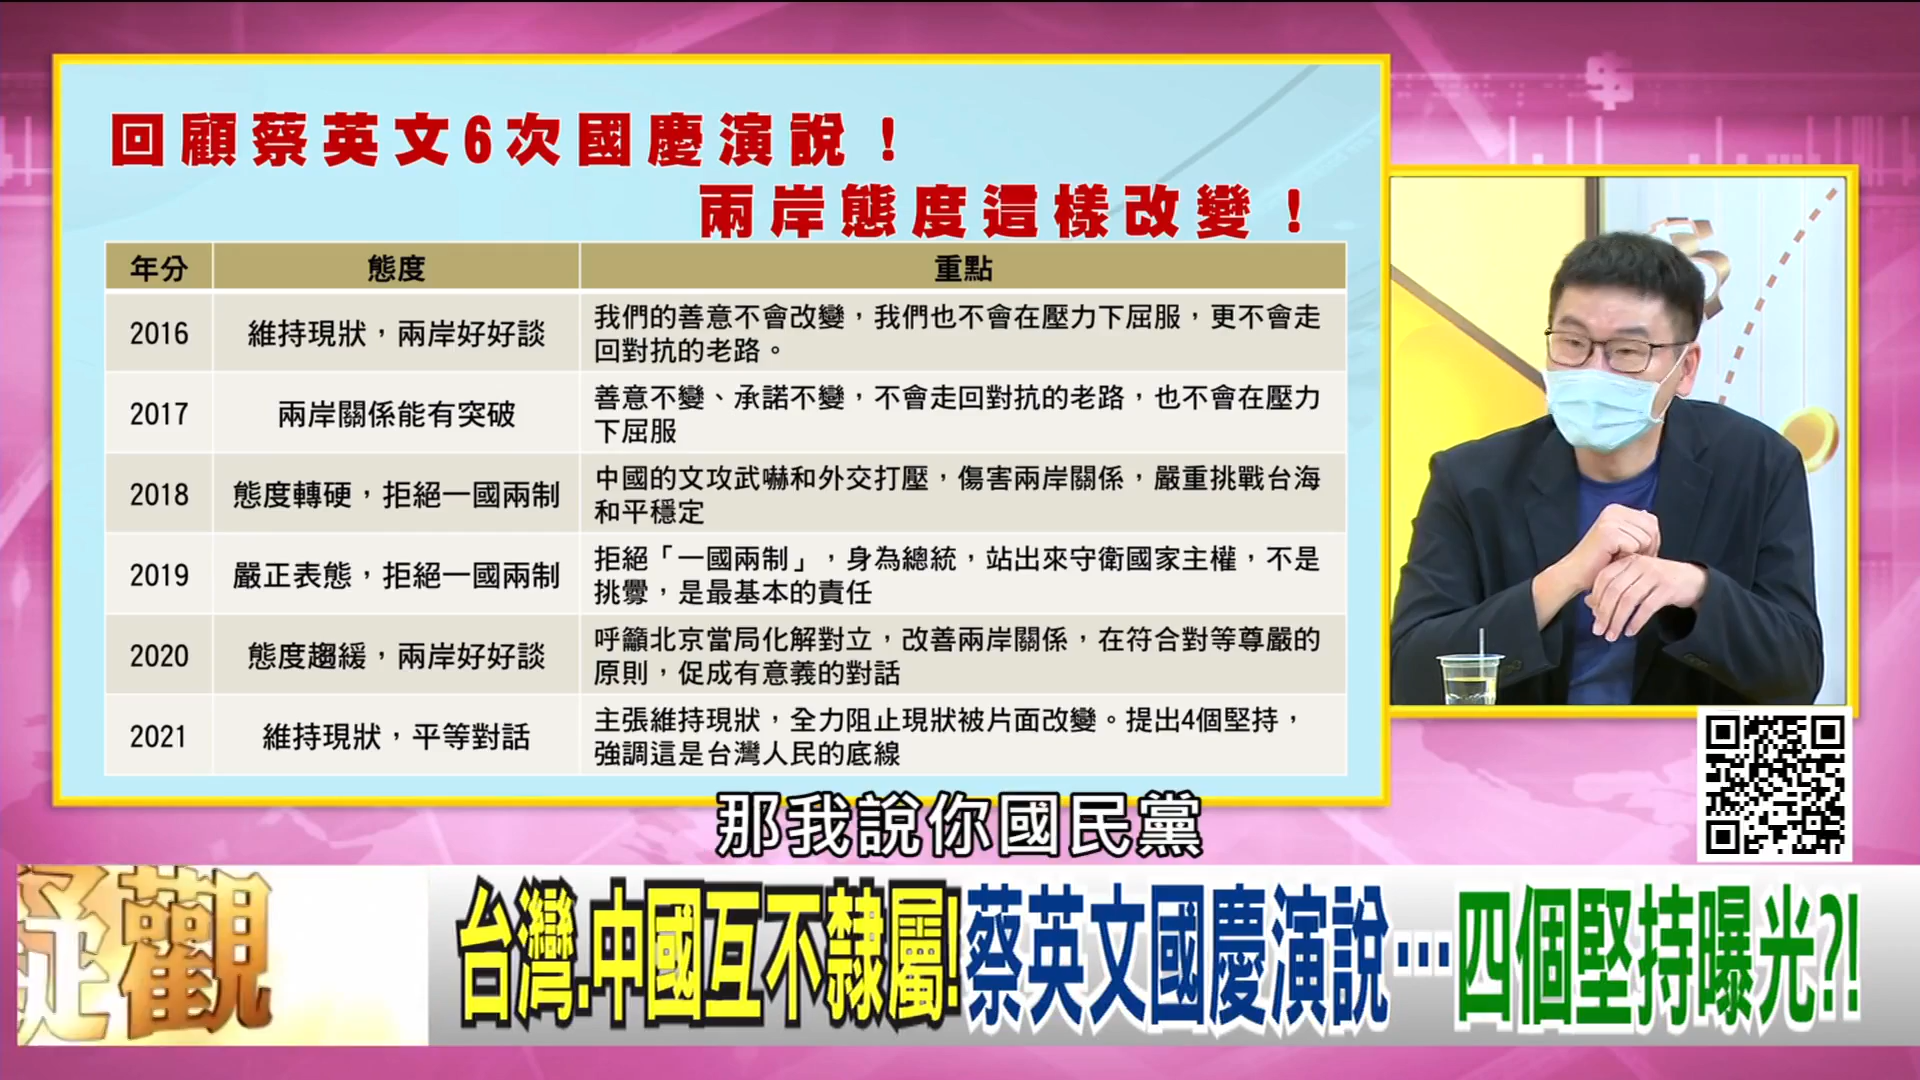 回顧蔡英文6次國慶演說！
兩岸態度這樣改變！
年分 態度 重點
2016 維持現狀，兩岸好好談 我們的善意不會改變，我們也不會在壓力下屈服，更不會走
回對抗的老路。
2017 兩岸關係能有突破 善意不變、承諾不變，不會走回對抗的老路，也不會在壓力
下屈服
2018 態度轉硬，拒絕一國兩制 中國的文攻武嚇和外交打壓，傷害兩岸關係，嚴重挑戰台海
和平穩定
2019 嚴正表態，拒絕一國兩制 拒絕「一國兩制」，身為總統，站出來守衛國家主權，不是
挑釁，是最基本的責任
2020 態度趨緩，兩岸好好談 呼籲北京當局化解對立，改善兩岸關係，在符合對等尊嚴的
原則，促成有意義的對話
2021 維持現狀，平等對話 主張維持現狀，全力阻止現狀被片面改變。提出4個堅持，
強調這是台灣人民的底線
那我說你國民黨
觀
台灣.中國互不隸屬!蔡英文國慶演說…四個堅持曝光?!